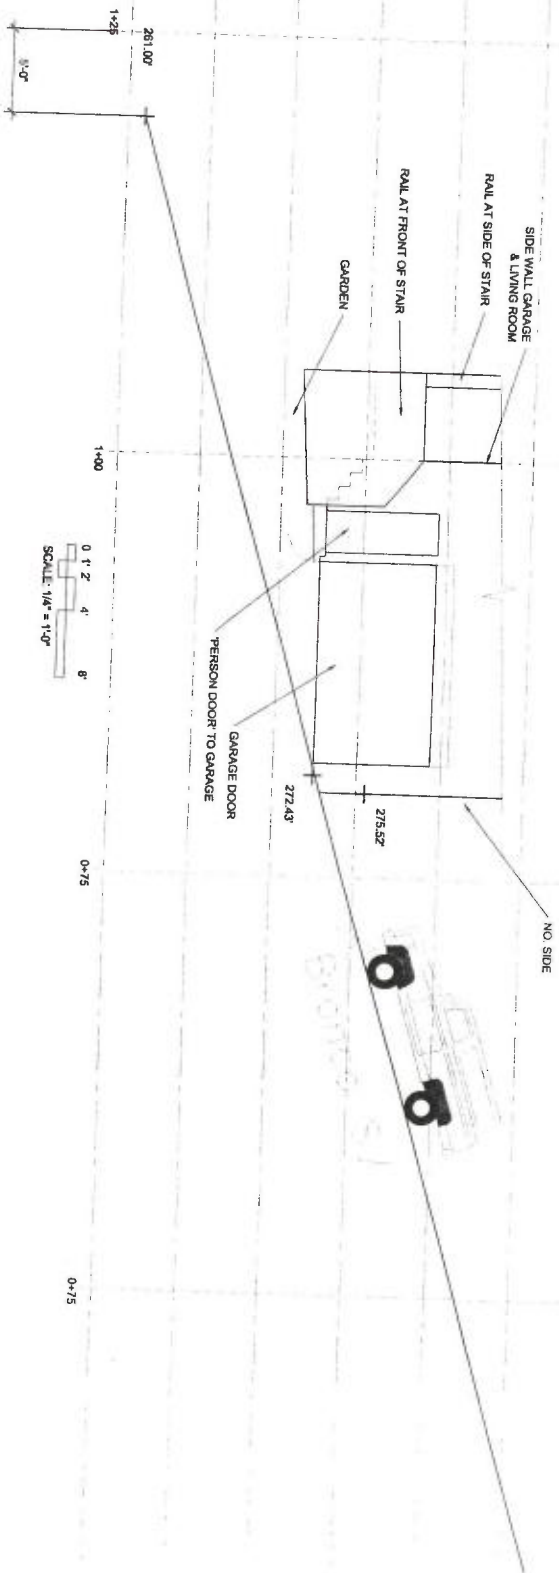 SIDE WALL GARAGE
& LIVING ROOM
RAIL AT SIDE OF STAIR
RAIL AT FRONT OF STAIR
GARDEN
NO. SIDE
275.52'
272.43'
GARAGE DOOR
'PERSON DOOR' TO GARAGE
261.00'
1+25
1+00
0+75
0+75
5'-0"
0 1' 2' 4' 8'
SCALE: 1/4" = 1'-0"